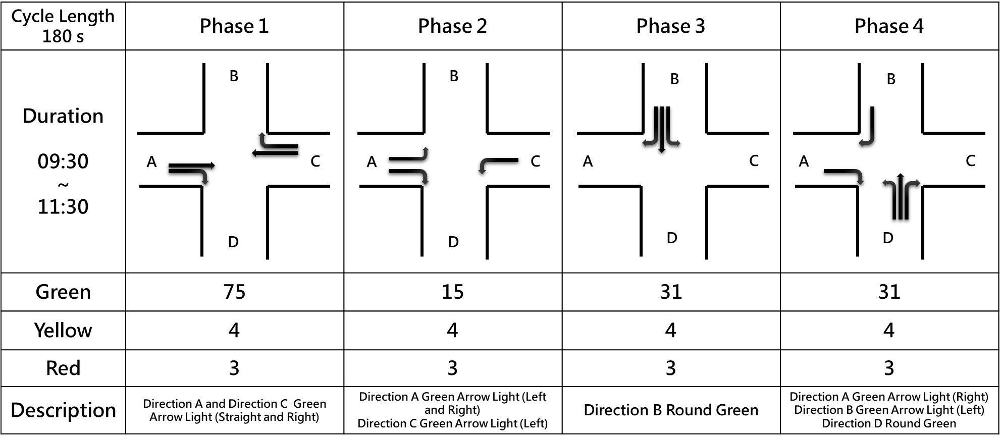 Cycle Length
180 s
Phase 1
Phase 2
Phase 3
Phase 4
Duration
09:30
~
11:30
B
A
C
D
B
A
C
D
B
A
C
D
B
A
C
D
Green
75
15
31
31
Yellow
4
4
4
4
Red
3
3
3
3
Description
Direction A and Direction C Green
Arrow Light (Straight and Right)
Direction A Green Arrow Light (Left
and Right)
Direction C Green Arrow Light (Left)
Direction B Round Green
Direction A Green Arrow Light (Right)
Direction B Green Arrow Light (Left)
Direction D Round Green